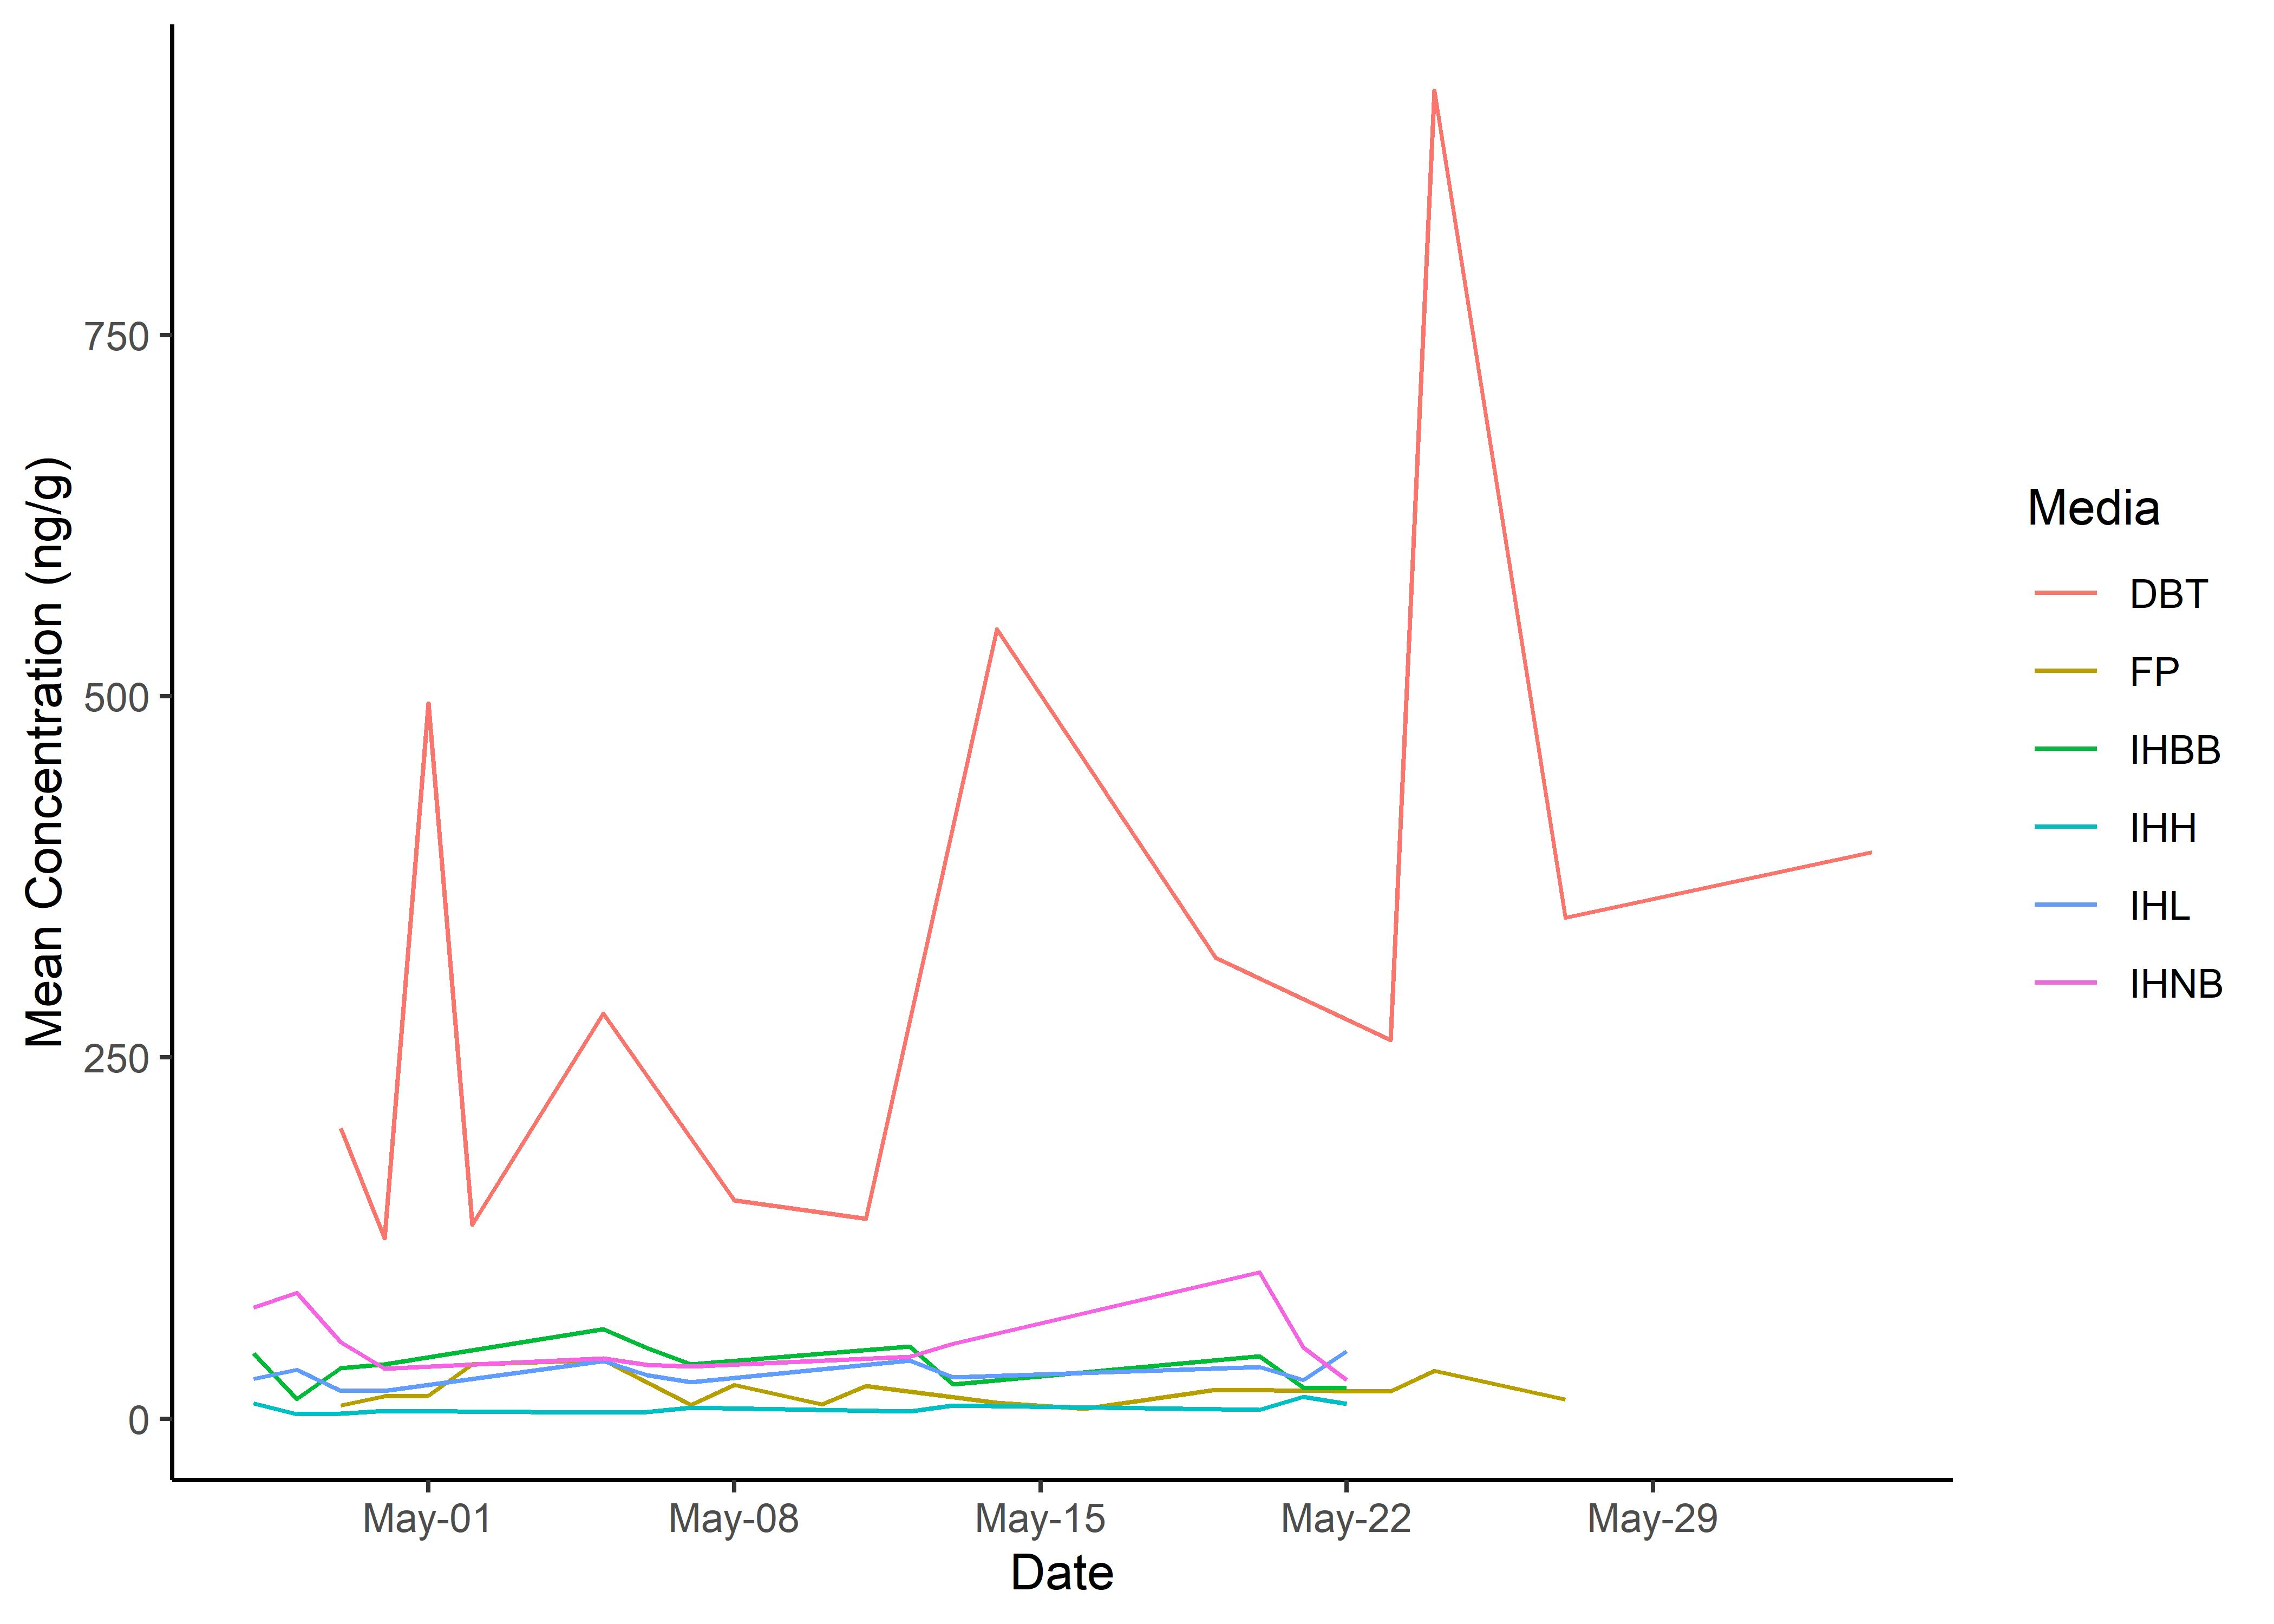 Mean Concentration (ng/g)
750
500
250
0
May-01
May-08
May-15
May-22
May-29
Date
Media
DBT
FP
IHBB
IHH
IHL
IHNB